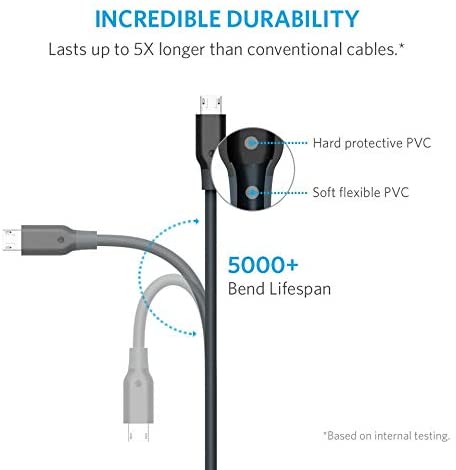 INCREDIBLE DURABILITY
Lasts up to 5X longer than conventional cables.*
Hard protective PVC
Soft flexible PVC
5000+
Bend Lifespan
*Based on internal testing.